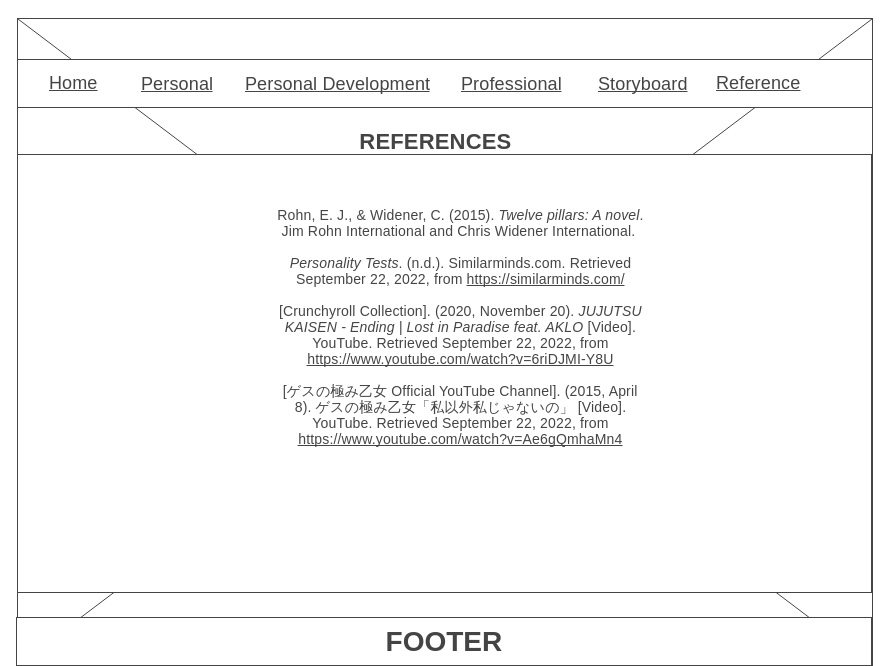 Home Personal Personal Development Professional Storyboard Reference
REFERENCES
Rohn, E. J., & Widener, C. (2015). Twelve pillars: A novel.
Jim Rohn International and Chris Widener International.
Personality Tests. (n.d.). Similarminds.com. Retrieved
September 22, 2022, from https://similarminds.com/
[Crunchyroll Collection]. (2020, November 20). JUJUTSU
KAISEN - Ending | Lost in Paradise feat. AKLO [Video].
YouTube. Retrieved September 22, 2022, from
https://www.youtube.com/watch?v=6riDJMI-Y8U
[ゲスの極み乙女 Official YouTube Channel]. (2015, April
8). ゲスの極み乙女「私以外私じゃないの」 [Video].
YouTube. Retrieved September 22, 2022, from
https://www.youtube.com/watch?v=Ae6gQmhaMn4
FOOTER